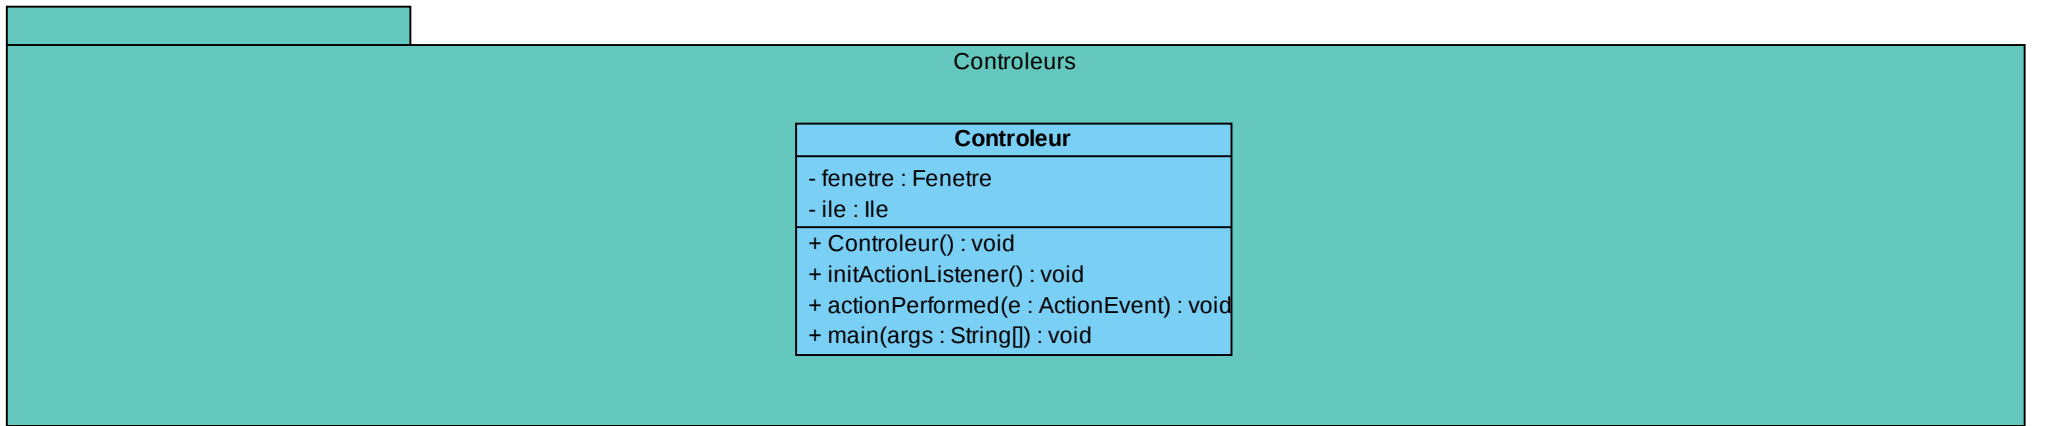 Controleurs
Controleur
- fenetre : Fenetre
- ile : Ile
+ Controleur() : void
+ initActionListener() : void
+ actionPerformed(e : ActionEvent) : void
+ main(args : String[]) : void